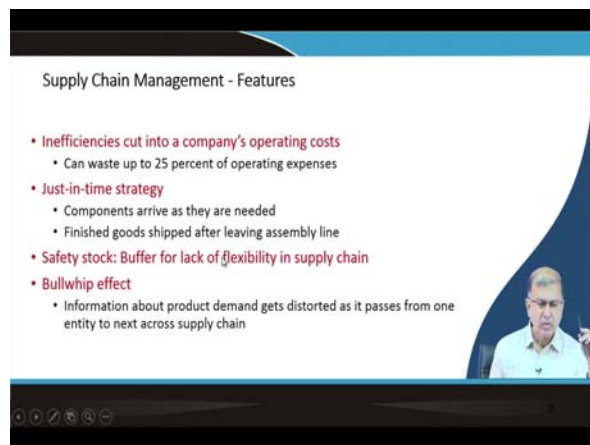 Supply Chain Management - Features
• Inefficiencies cut into a company's operating costs
• Can waste up to 25 percent of operating expenses
• Just-in-time strategy
• Components arrive as they are needed
• Finished goods shipped after leaving assembly line
• Safety stock: Buffer for lack of flexibility in supply chain
• Bullwhip effect
• Information about product demand gets distorted as it passes from one
entity to next across supply chain